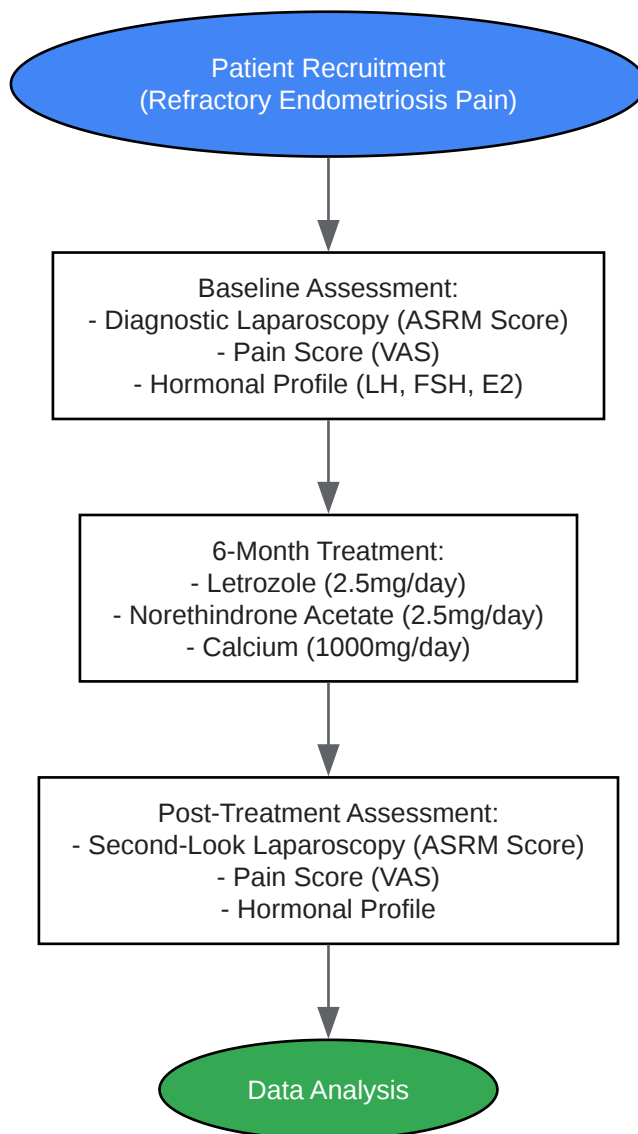 Patient Recruitment
(Refractory Endometriosis Pain)
Baseline Assessment:
- Diagnostic Laparoscopy (ASRM Score)
- Pain Score (VAS)
- Hormonal Profile (LH, FSH, E2)
6-Month Treatment:
- Letrozole (2.5mg/day)
- Norethindrone Acetate (2.5mg/day)
- Calcium (1000mg/day)
Post-Treatment Assessment:
- Second-Look Laparoscopy (ASRM Score)
- Pain Score (VAS)
- Hormonal Profile
Data Analysis